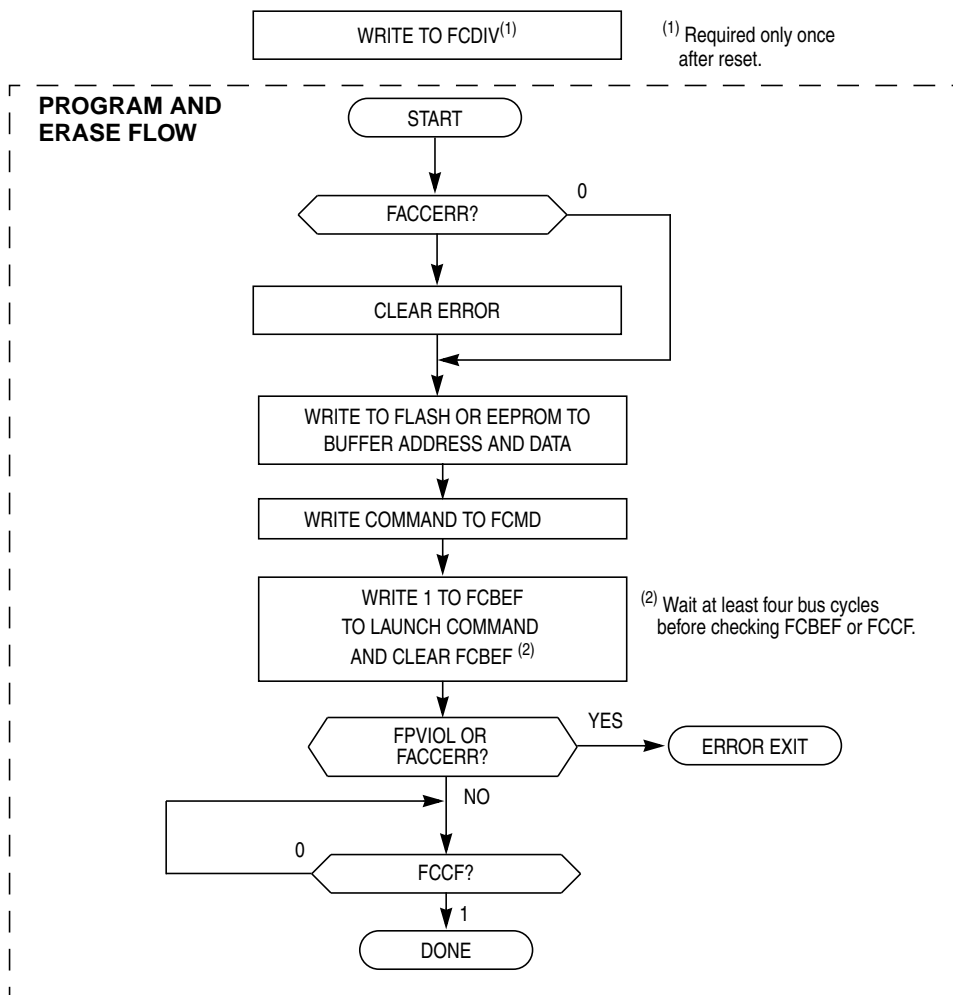 WRITE TO FCDIV(1)
(1) Required only once
after reset.
PROGRAM AND
ERASE FLOW
START
0
FACCERR?
CLEAR ERROR
WRITE TO FLASH OR EEPROM TO
BUFFER ADDRESS AND DATA
WRITE COMMAND TO FCMD
WRITE 1 TO FCBEF
TO LAUNCH COMMAND
AND CLEAR FCBEF (2)
(2) Wait at least four bus cycles
before checking FCBEF or FCCF.
FPVIOL OR
FACCERR?
YES
ERROR EXIT
NO
0
FCCF?
1
DONE